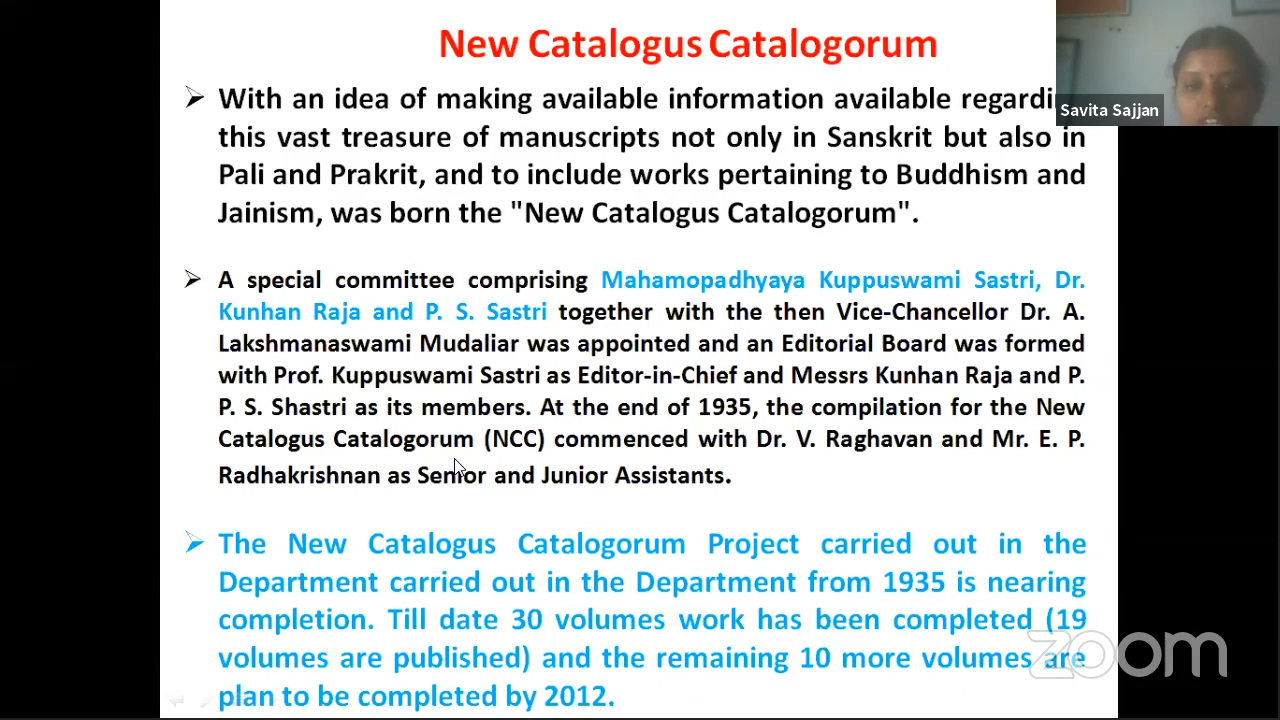 New Catalogus Catalogorum
With an idea of making available information available regardi
this vast treasure of manuscripts not only in Sanskrit but also in
Pali and Prakrit, and to include works pertaining to Buddhism and
Jainism, was born the "New Catalogus Catalogorum".
Savita Sajjan
A special committee comprising Mahamopadhyaya Kuppuswami Sastri, Dr.
Kunhan Raja and P. S. Sastri together with the then Vice-Chancellor Dr. A.
Lakshmanaswami Mudaliar was appointed and an Editorial Board was formed
with Prof. Kuppuswami Sastri as Editor-in-Chief and Messrs Kunhan Raja and P.
P. S. Shastri as its members. At the end of 1935, the compilation for the New
Catalogus Catalogorum (NCC) commenced with Dr. V. Raghavan and Mr. E. P.
Radhakrishnan as Senior and Junior Assistants.
The New Catalogus Catalogorum Project carried out in the
Department carried out in the Department from 1935 is nearing
completion. Till date 30 volumes work has been completed (19
volumes are published) and the remaining 10 more volumes are
plan to be completed by 2012.
zoom